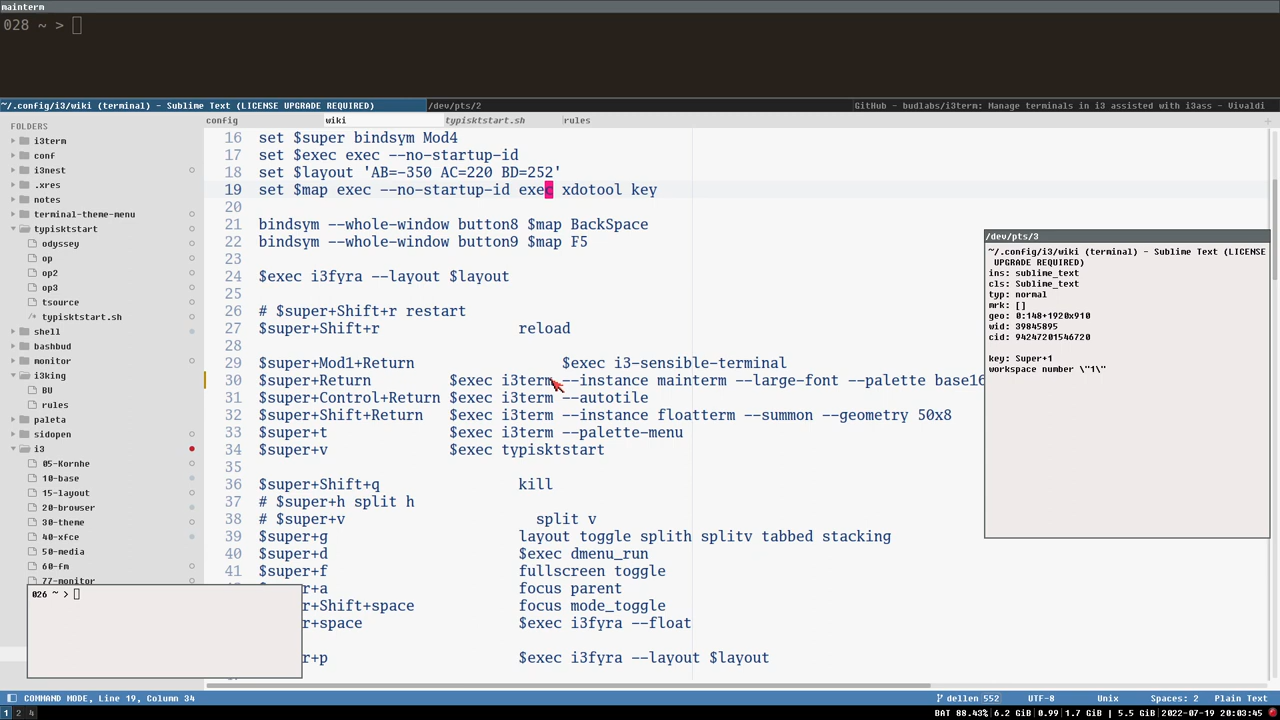 mainterm
028 ~ >
~/.config/i3/wiki (terminal) - Sublime Text (LICENSE UPGRADE REQUIRED)
/dev/pts/2
GitHub - budlabs/i3term: Manage terminals in i3 assisted with i3ass - Vivaldi
config
wiki
typisktstart.sh
rules
FOLDERS
i3term
conf
i3nest
.xres
notes
terminal-theme-menu
typisktstart
odyssey
op
op2
op3
tsource
/* typisktstart.sh
shell
bashbud
monitor
i3king
BU
rules
paleta
sidopen
i3
05-Kornhe
10-base
15-layout
20-browser
30-theme
40-xfce
50-media
60-fm
77-monitor
16 set $super bindsym Mod4
17 set $exec exec --no-startup-id
18 set $layout 'AB=-350 AC=220 BD=252'
19 set $map exec --no-startup-id exec xdotool key
20
21 bindsym --whole-window button8 $map BackSpace
22 bindsym --whole-window button9 $map F5
23
24 $exec i3fyra --layout $layout
25
26 # $super+Shift+r restart
27 $super+Shift+r reload
28
29 $super+Mod1+Return $exec i3-sensible-terminal
30 $super+Return $exec i3term --instance mainterm --large-font --palette base16
31 $super+Control+Return $exec i3term --autotile
32 $super+Shift+Return $exec i3term --instance floatterm --summon --geometry 50x8
33 $super+t $exec i3term --palette-menu
34 $super+v $exec typisktstart
35
36 $super+Shift+q kill
37 # $super+h split h
38 # $super+v split v
39 $super+g layout toggle splith splitv tabbed stacking
40 $super+d $exec dmenu_run
41 $super+f fullscreen toggle
r+a focus parent
r+Shift+space focus mode_toggle
r+space $exec i3fyra --float
r+p $exec i3fyra --layout $layout
/dev/pts/3
~/.config/i3/wiki (terminal) - Sublime Text (LICENSE
UPGRADE REQUIRED)
ins: sublime_text
cls: Sublime_text
typ: normal
mrk: []
geo: 0:148+1920x910
wid: 39845895
cid: 94247201546720
key: Super+1
workspace number \"1\"
026 ~ >
COMMAND MODE, Line 19, Column 34
dellen 552
UTF-8
Unix
Spaces: 2
Plain Text
1 2 4
BAT 88.43%|6.2 GiB|0.99|1.7 GiB | 5.5 GiB|2022-07-19 20:03:45